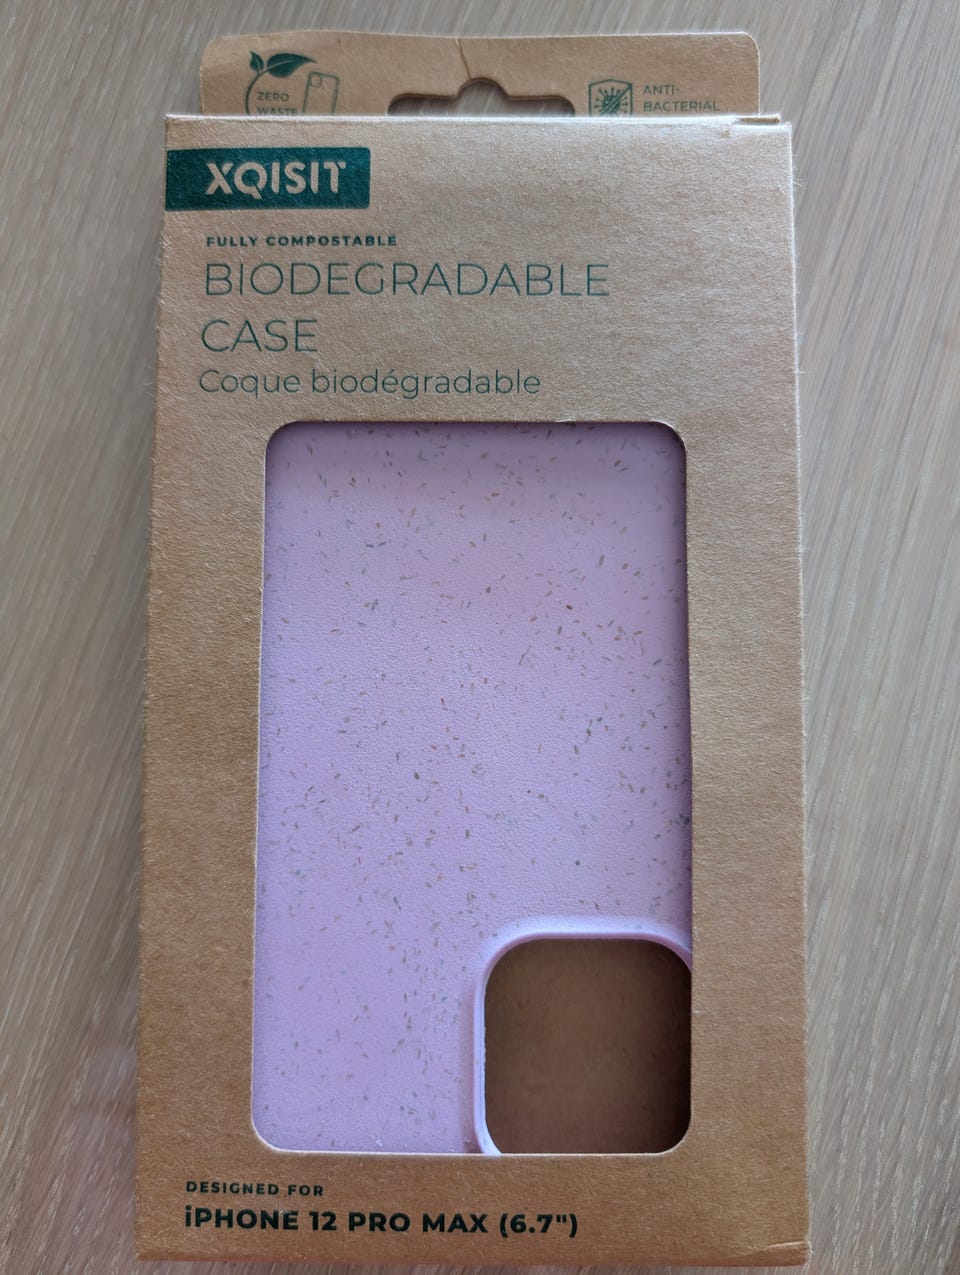 ZERO
WASTE
ANTI-
BACTERIAL
XQISIT
FULLY COMPOSTABLE
BIODEGRADABLE
CASE
Coque biodégradable
DESIGNED FOR
iPHONE 12 PRO MAX (6.7")